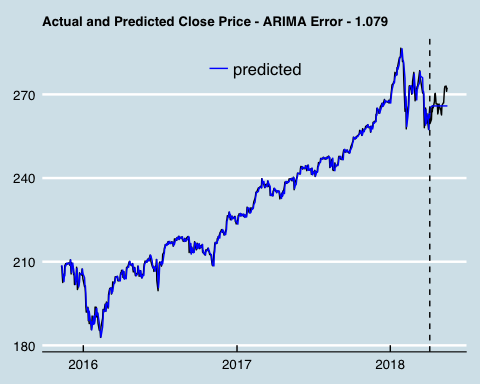 Actual and Predicted Close Price - ARIMA Error - 1.079
predicted
270
240
210
180
2016 2017 2018